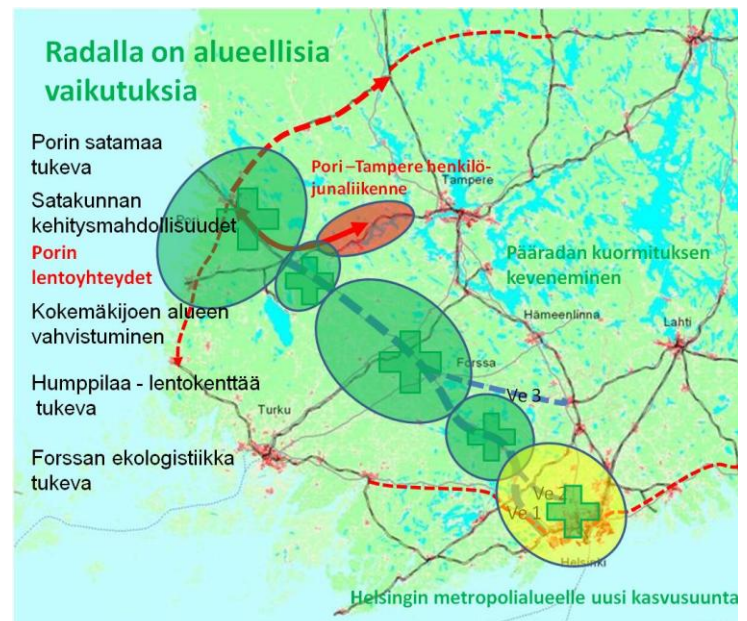 Radalla on alueellisia
vaikutuksia
Porin satamaa
tukeva
Satakunnan
kehitysmahdollisuudet
Porin
lentoyhteydet
Kokemäkijoen alueen
vahvistuminen
Humppilaa - lentokenttää
tukeva
Forssan ekologistiikka
tukeva
Pori –Tampere henkilö-
junaliikenne
Tampere
Pori
Pääradan kuormituksen
keveneminen
Hämeenlinna
Lahti
Forssa
Ve 3
Turku
Ve 2
Ve 1
Helsinki
Helsingin metropolialueelle uusi kasvusuunta